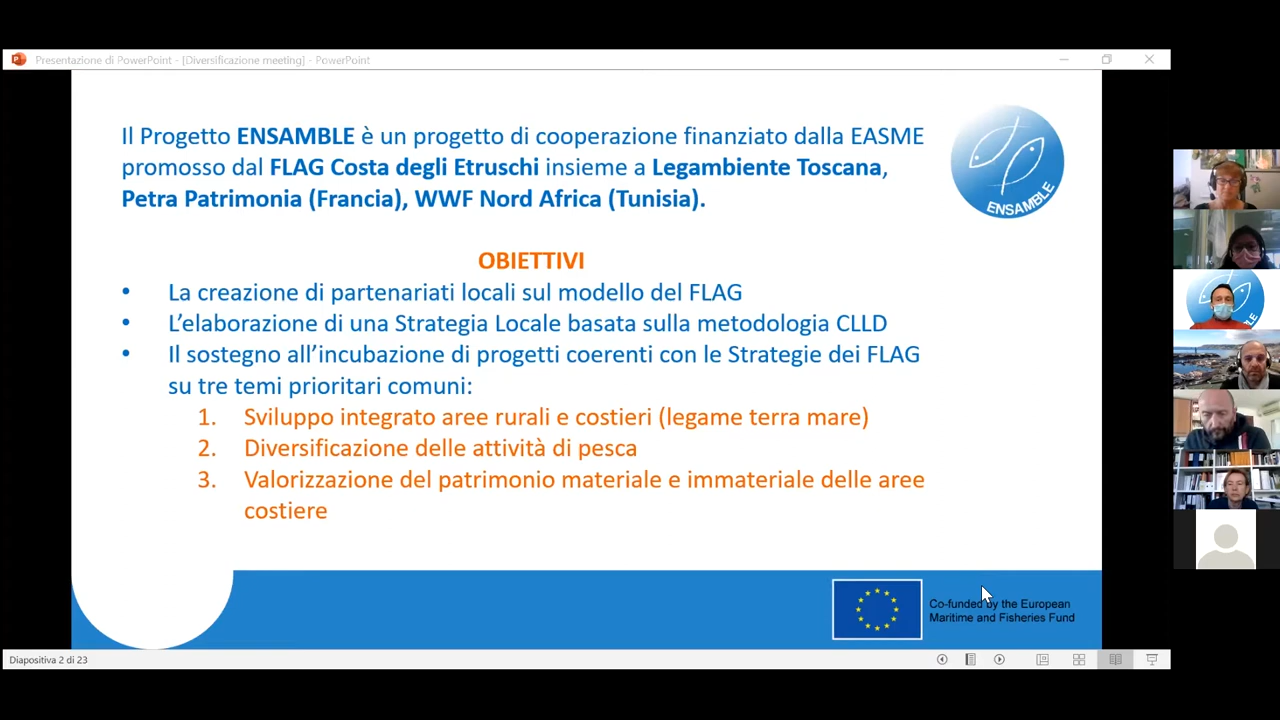 Presentazione di PowerPoint - [Diversificazione meeting] - PowerPoint
Il Progetto ENSAMBLE è un progetto di cooperazione finanziato dalla EASME
promosso dal FLAG Costa degli Etruschi insieme a Legambiente Toscana,
Petra Patrimonia (Francia), WWF Nord Africa (Tunisia).
ENSAMBLE
OBIETTIVI
• La creazione di partenariati locali sul modello del FLAG
• L’elaborazione di una Strategia Locale basata sulla metodologia CLLD
• Il sostegno all’incubazione di progetti coerenti con le Strategie dei FLAG
su tre temi prioritari comuni:
1. Sviluppo integrato aree rurali e costieri (legame terra mare)
2. Diversificazione delle attività di pesca
3. Valorizzazione del patrimonio materiale e immateriale delle aree
costiere
Co-funded by the European
Maritime and Fisheries Fund
Diapositiva 2 di 23